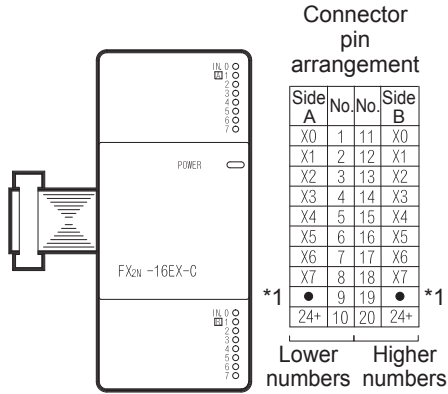 Connector
pin
arrangement
IN. 0
A 1
2
3
4
5
6
7
POWER
FX2N -16EX-C
IN. 0
B 1
2
3
4
5
6
7
Side A No. No. Side B
X0 1 11 X0
X1 2 12 X1
X2 3 13 X2
X3 4 14 X3
X4 5 15 X4
X5 6 16 X5
X6 7 17 X6
X7 8 18 X7
*1 ● 9 19 ● *1
24+ 10 20 24+
Lower numbers
Higher numbers